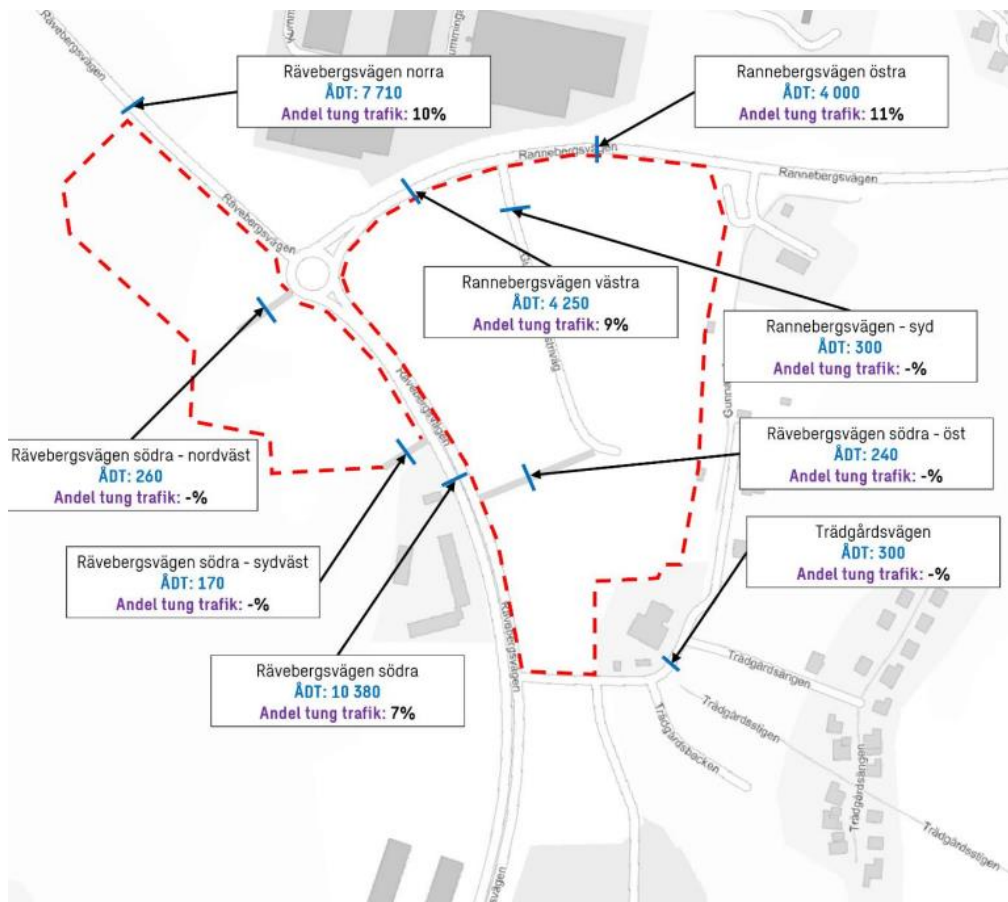 Rävebergsvägen
Rävebergsvägen norra
ÅDT: 7 710
Andel tung trafik: 10%
Rannebergsvägen östra
ÅDT: 4 000
Andel tung trafik: 11%
Rannebergsvägen
Rannebergsvägen
Rävebergsvägen
Rannebergsvägen västra
ÅDT: 4 250
Andel tung trafik: 9%
Rannebergsvägen - syd
ÅDT: 300
Andel tung trafik: -%
Rävebergsvägen
Rävebergsvägen södra - nordväst
ÅDT: 260
Andel tung trafik: -%
Rävebergsvägen södra - öst
ÅDT: 240
Andel tung trafik: -%
Rävebergsvägen södra - sydväst
ÅDT: 170
Andel tung trafik: -%
Trädgårdsvägen
ÅDT: 300
Andel tung trafik: -%
Rävebergsvägen
Rävebergsvägen södra
ÅDT: 10 380
Andel tung trafik: 7%
Trädgårdsängen
Trädgårdsstigen
Trädgårdsbacken
Trädgårdsängen
Trädgårdsstigen